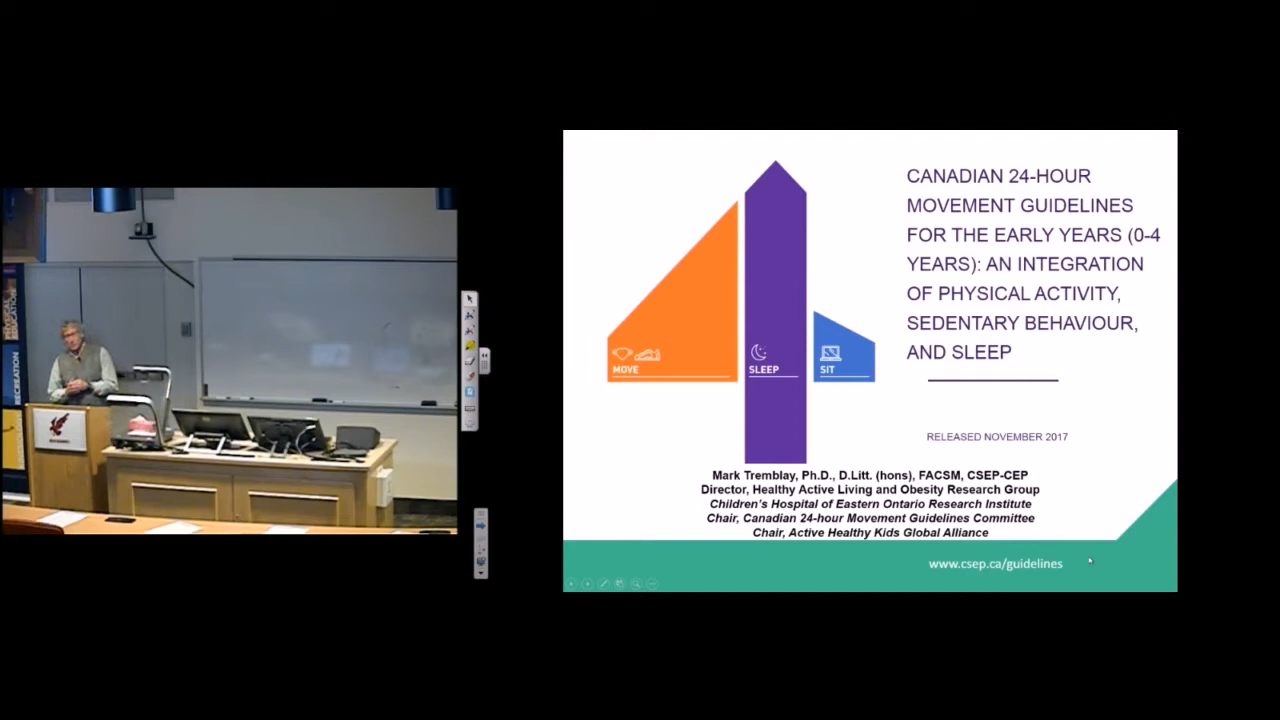 PHYSICAL
EDUCATION
RECREATION
CANADIAN 24-HOUR
MOVEMENT GUIDELINES
FOR THE EARLY YEARS (0-4
YEARS): AN INTEGRATION
OF PHYSICAL ACTIVITY,
SEDENTARY BEHAVIOUR,
AND SLEEP
MOVE
SLEEP
SIT
RELEASED NOVEMBER 2017
Mark Tremblay, Ph.D., D.Litt. (hons), FACSM, CSEP-CEP
Director, Healthy Active Living and Obesity Research Group
Children's Hospital of Eastern Ontario Research Institute
Chair, Canadian 24-hour Movement Guidelines Committee
Chair, Active Healthy Kids Global Alliance
www.csep.ca/guidelines